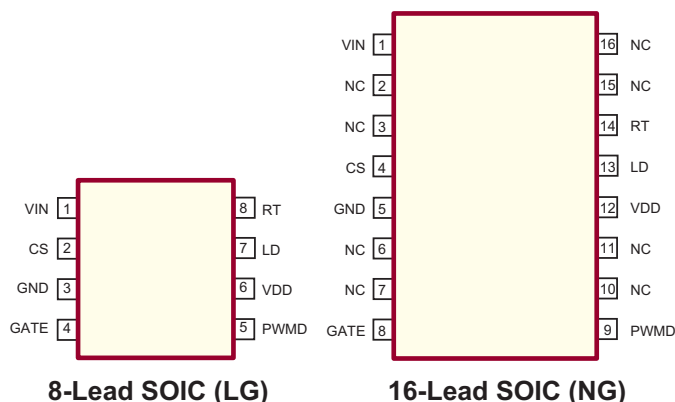 VIN 1
CS 2
GND 3
GATE 4
8 RT
7 LD
6 VDD
5 PWMD
8-Lead SOIC (LG)
VIN 1
NC 2
NC 3
CS 4
GND 5
NC 6
NC 7
GATE 8
16 NC
15 NC
14 RT
13 LD
12 VDD
11 NC
10 NC
9 PWMD
16-Lead SOIC (NG)